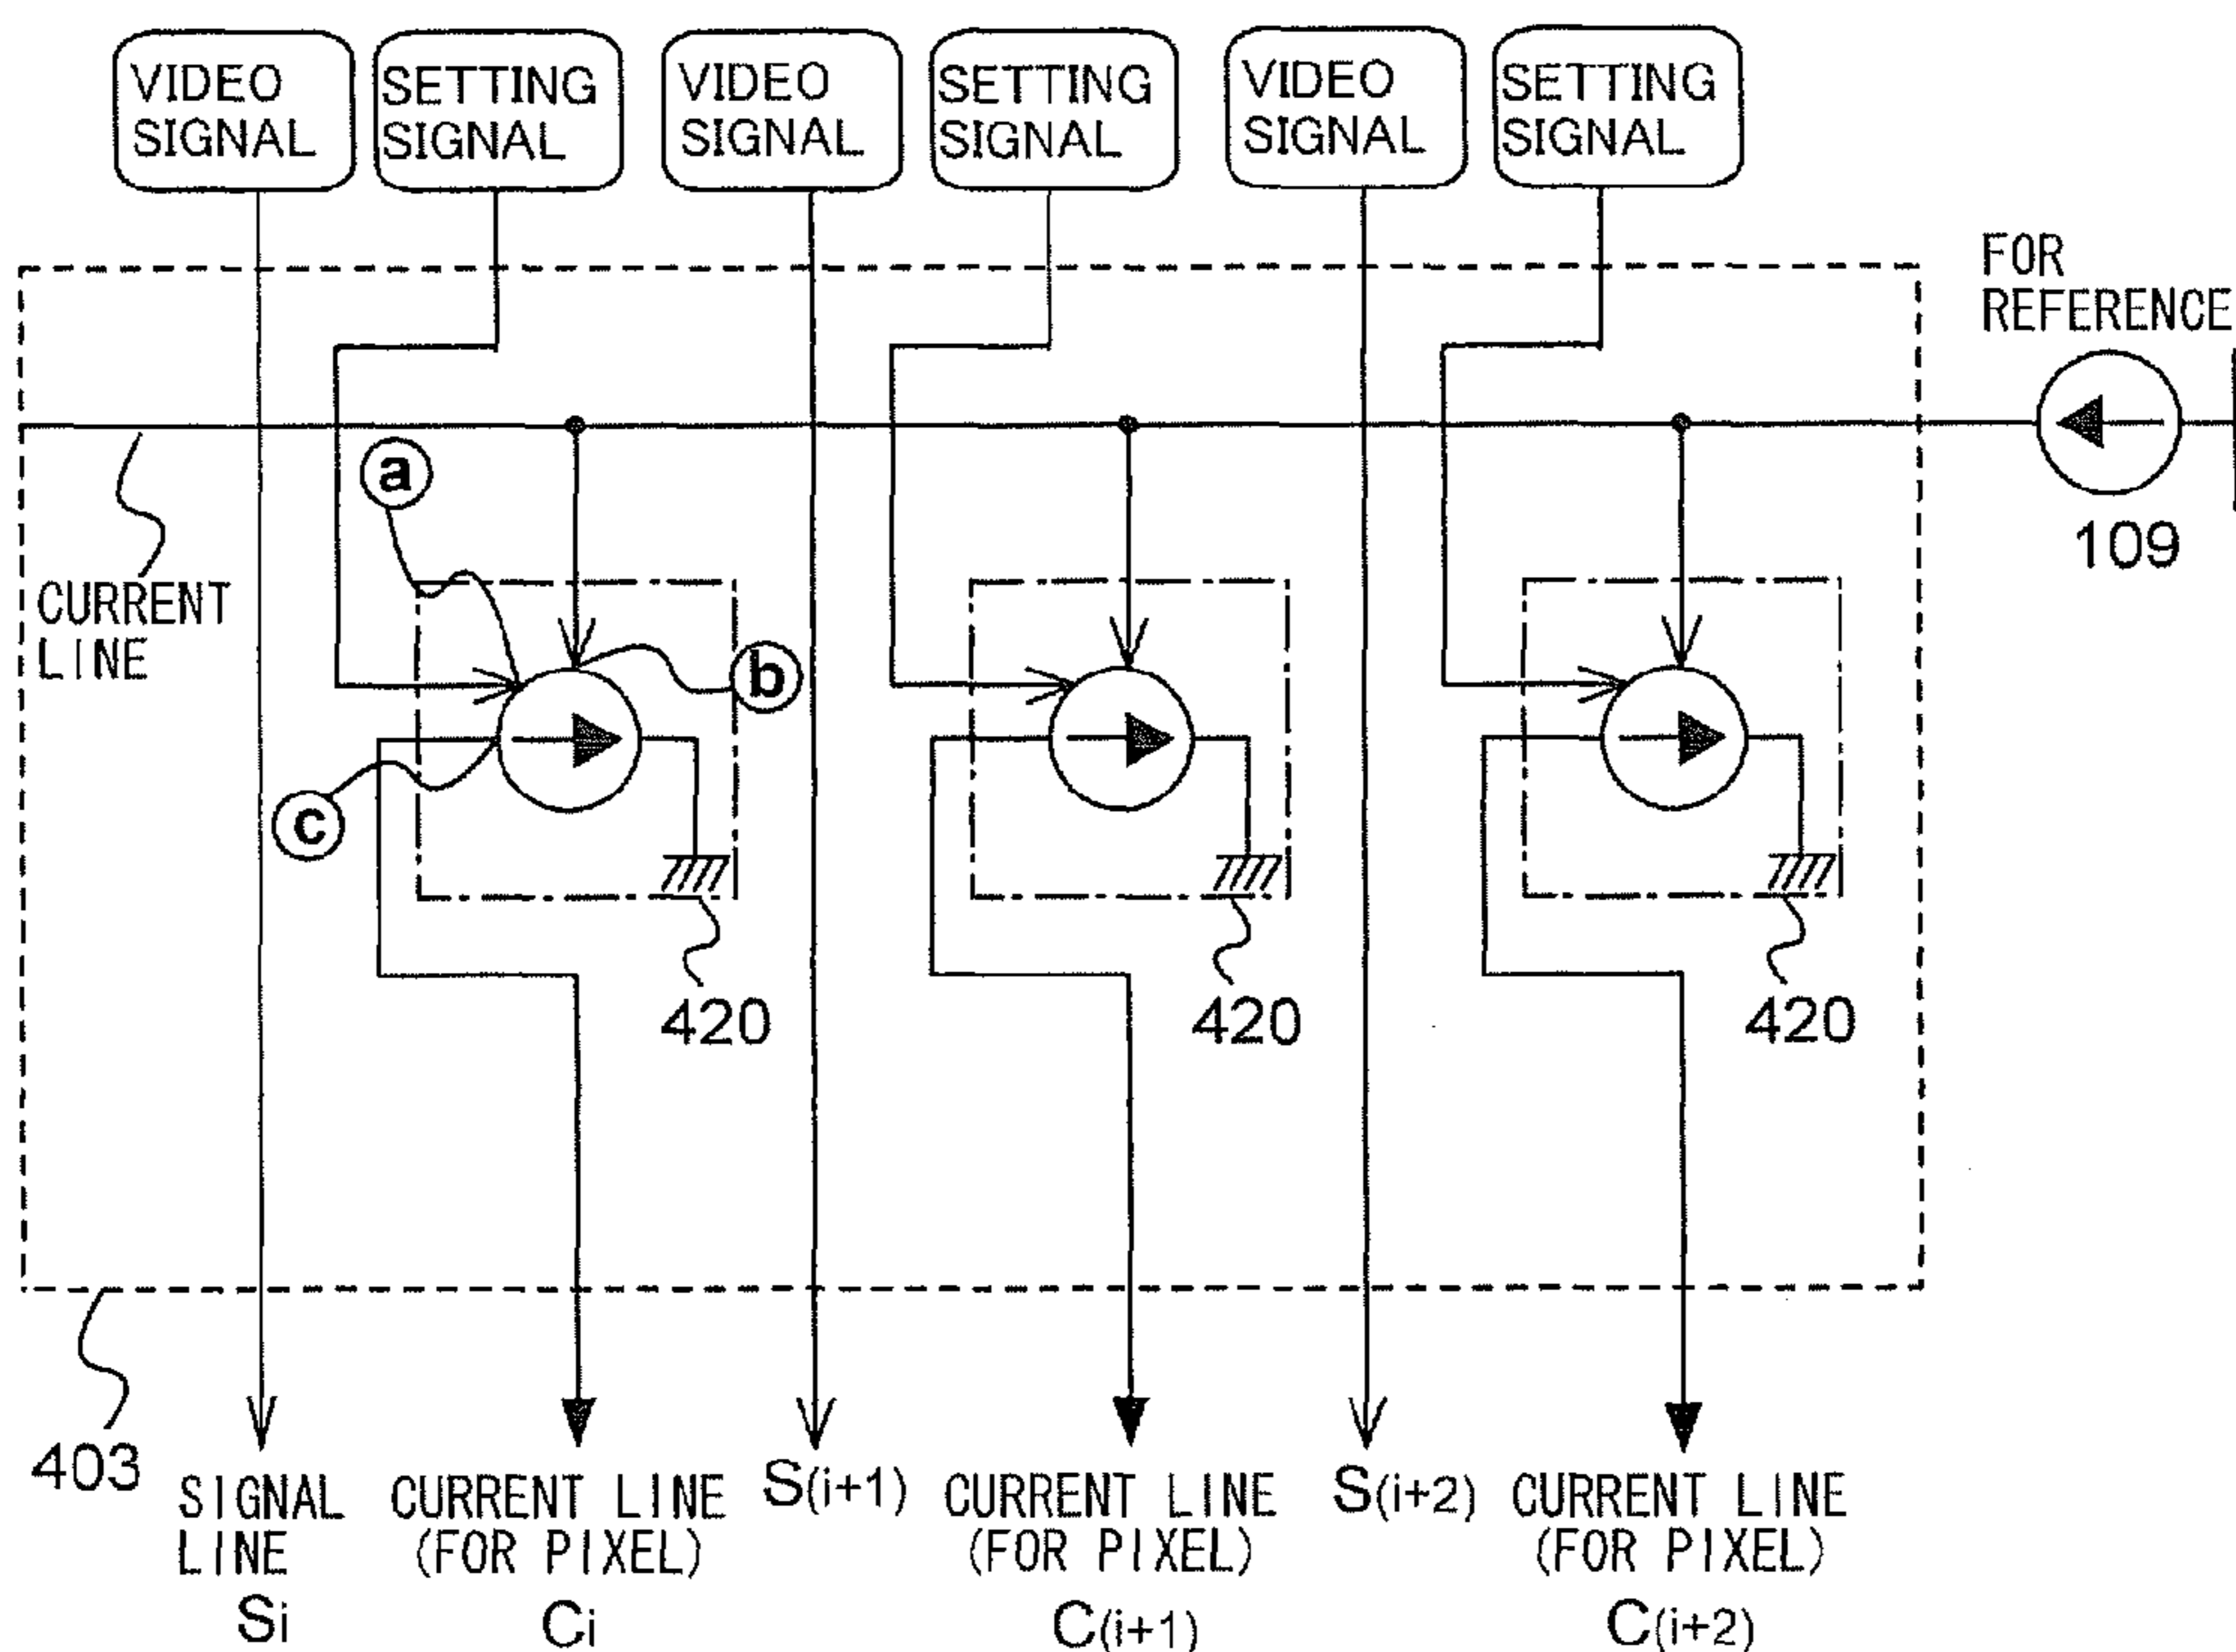 VIDEO
SIGNAL
SETTING
SIGNAL
VIDEO
SIGNAL
SETTING
SIGNAL
VIDEO
SIGNAL
SETTING
SIGNAL
FOR
REFERENCE
109
a
CURRENT
LINE
b
c
420
420
420
403
SIGNAL
LINE
Si
CURRENT LINE
(FOR PIXEL)
Ci
S(i+1)
CURRENT LINE
(FOR PIXEL)
C(i+1)
S(i+2)
CURRENT LINE
(FOR PIXEL)
C(i+2)